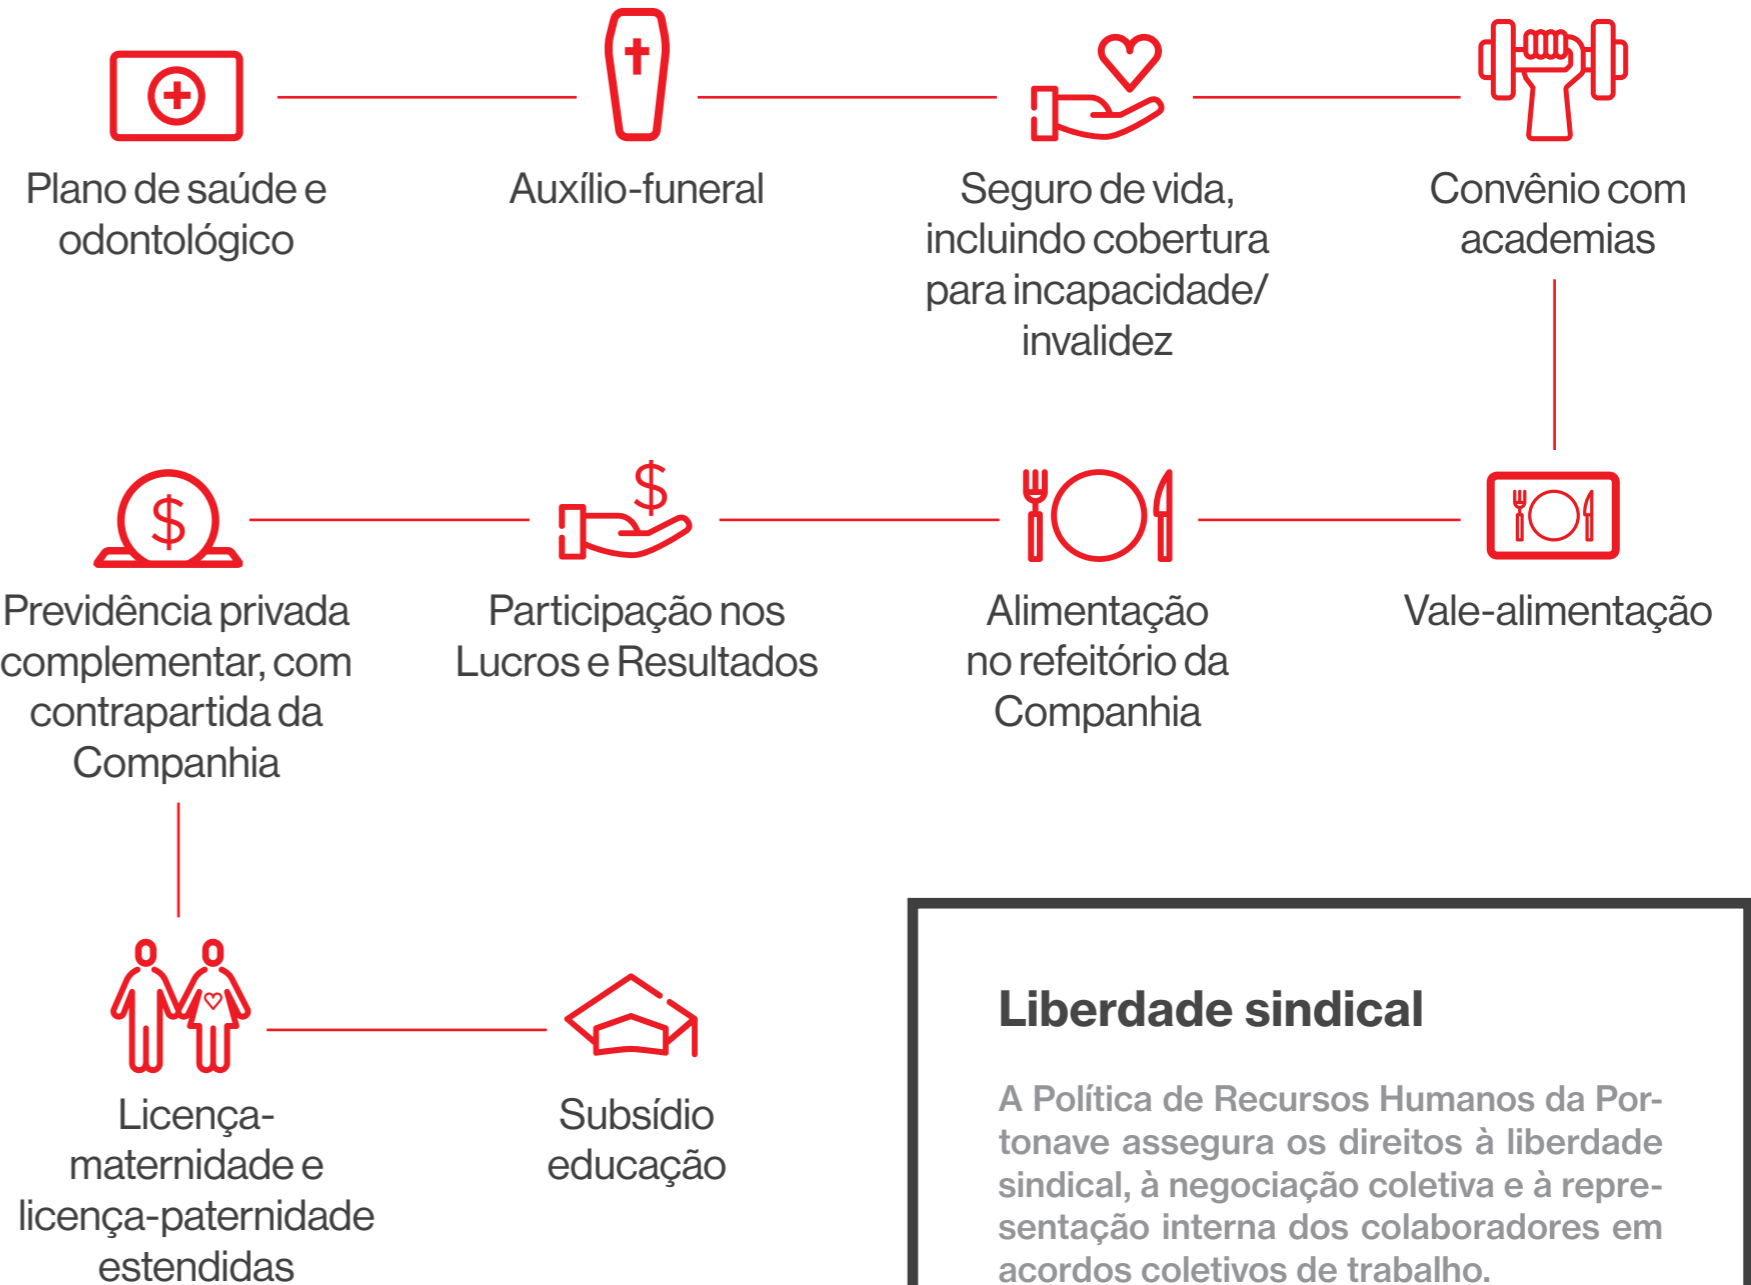 Plano de saúde e
odontológico
Auxílio-funeral
Seguro de vida,
incluindo cobertura
para incapacidade/
invalidez
Convênio com
academias
Previdência privada
complementar, com
contrapartida da
Companhia
Participação nos
Lucros e Resultados
Alimentação
no refeitório da
Companhia
Vale-alimentação
Licença-
maternidade e
licença-paternidade
estendidas
Subsídio
educação
Liberdade sindical
A Política de Recursos Humanos da Por-
tonave assegura os direitos à liberdade
sindical, à negociação coletiva e à repre-
sentação interna dos colaboradores em
acordos coletivos de trabalho.